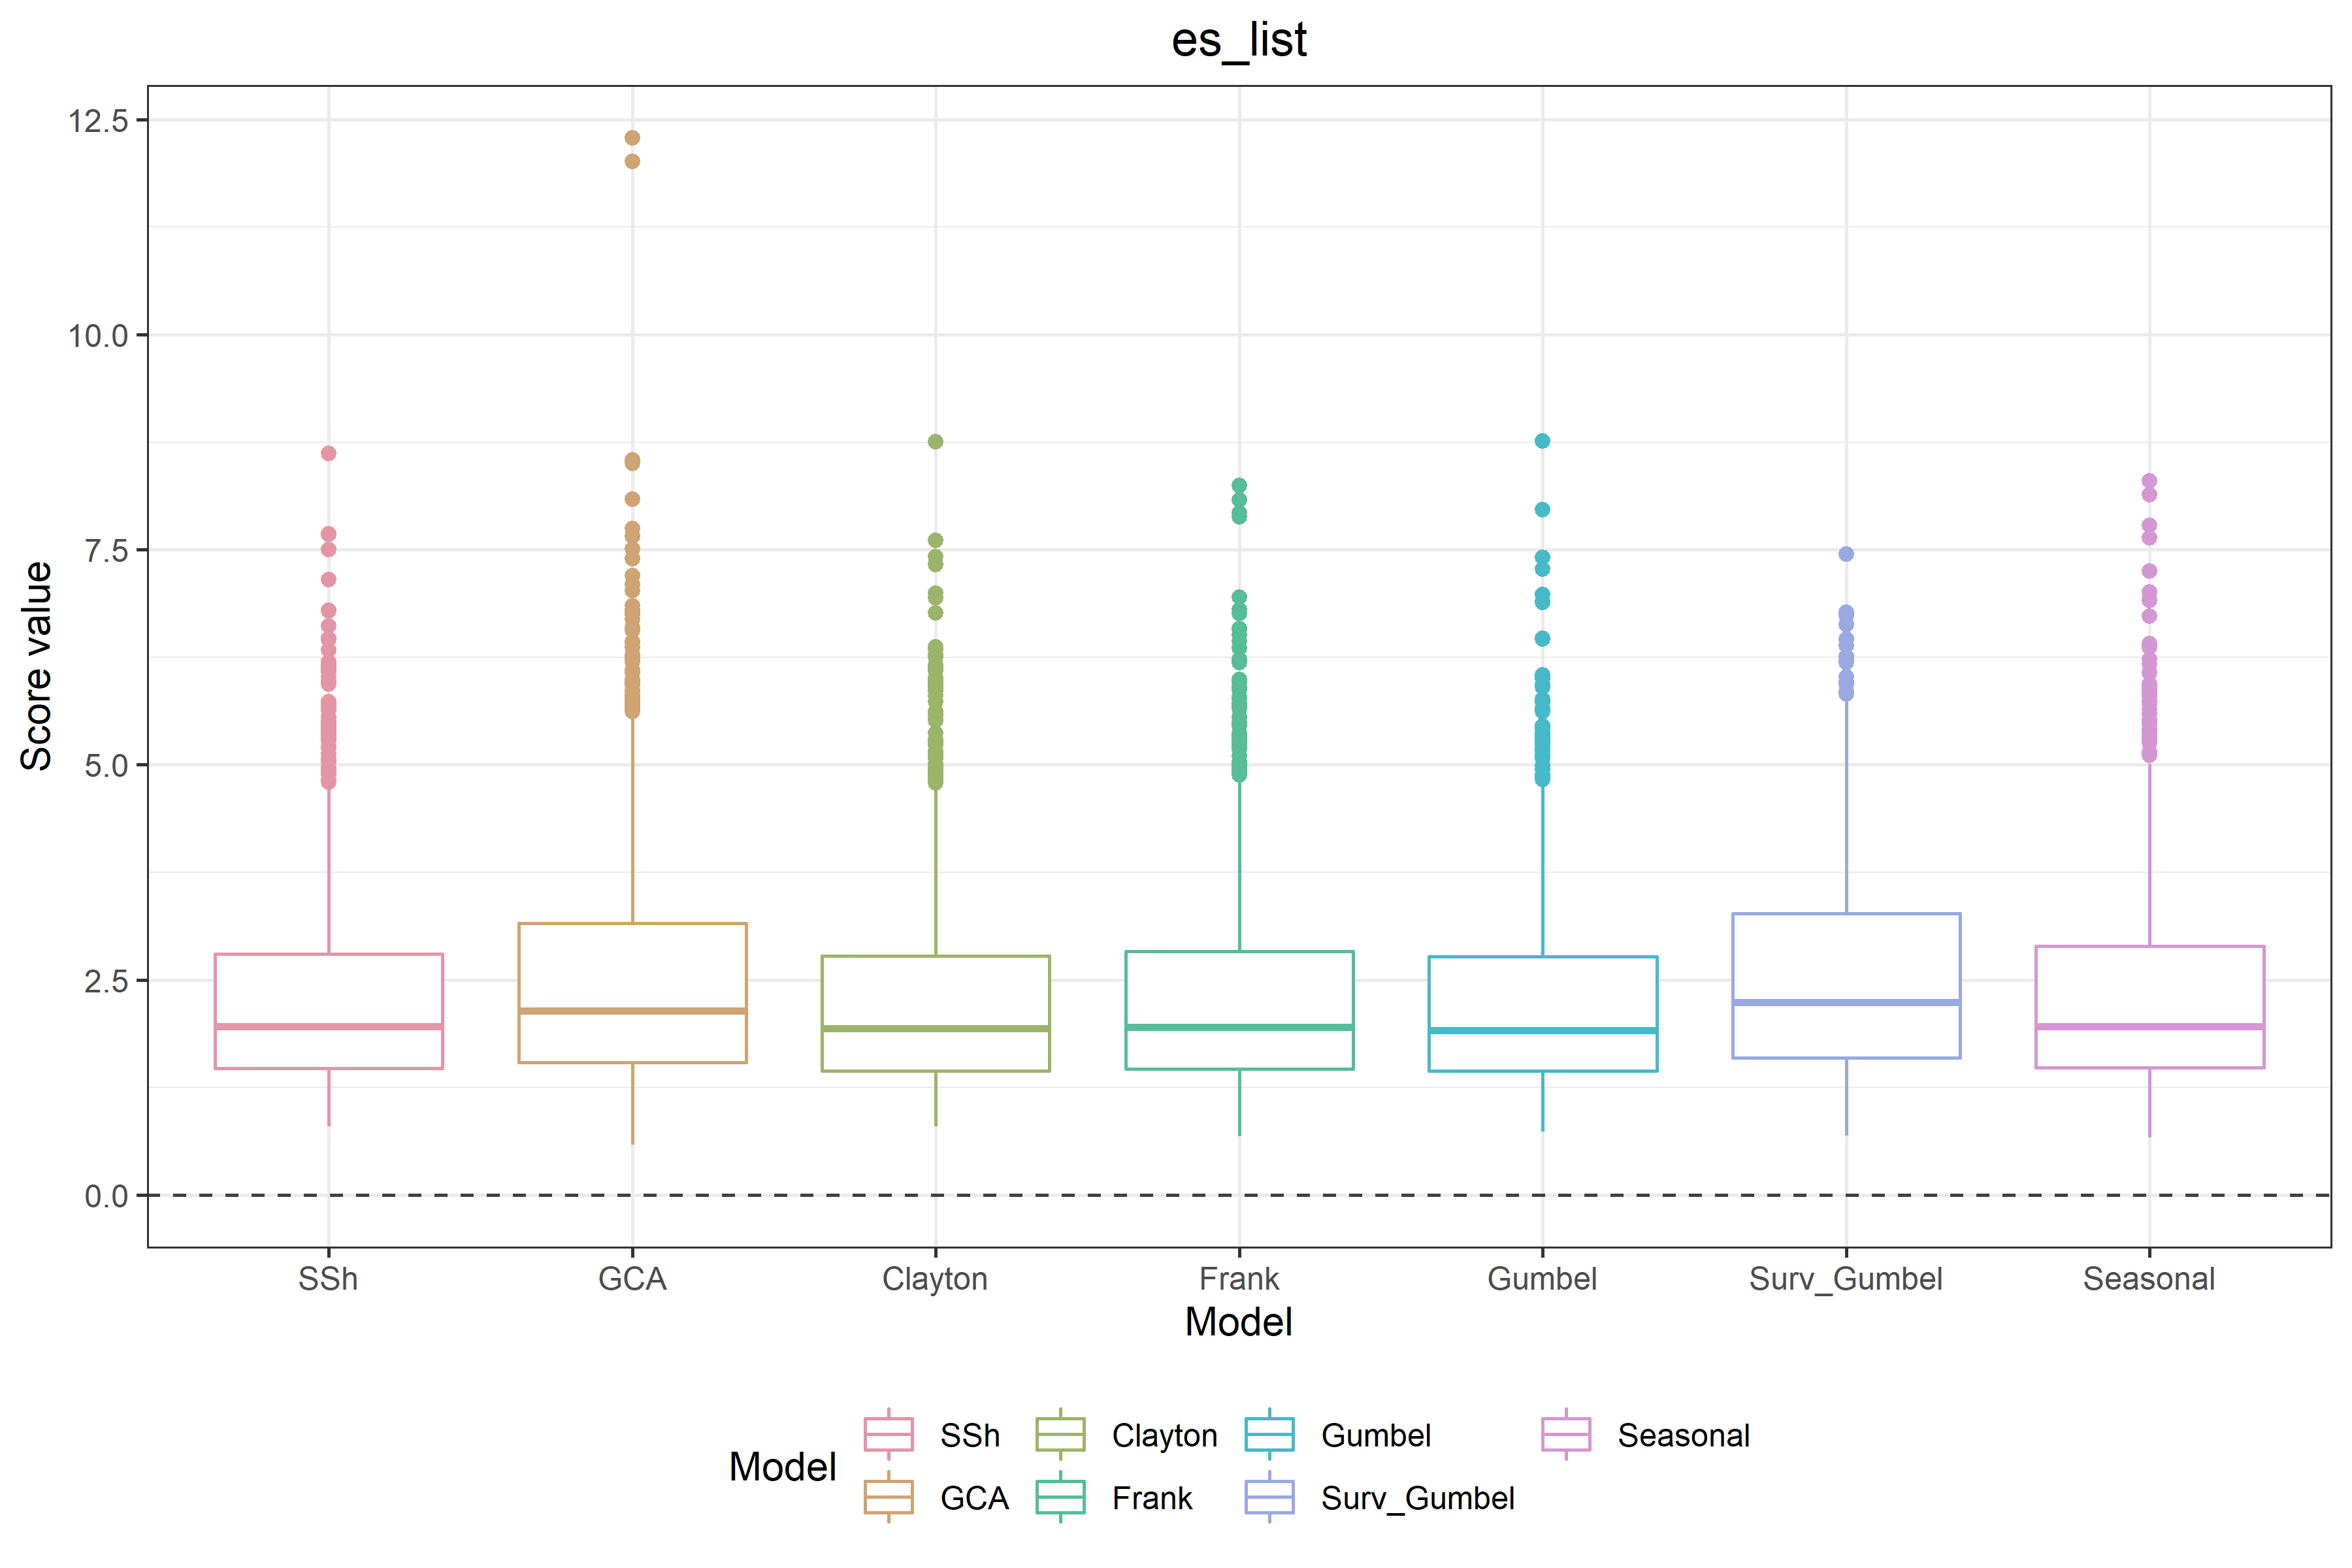 es_list
12.5
10.0
7.5
5.0
2.5
0.0
Score value
SSh GCA Clayton Frank Gumbel Surv_Gumbel Seasonal
Model
Model
SSh Clayton Gumbel Seasonal
GCA Frank Surv_Gumbel